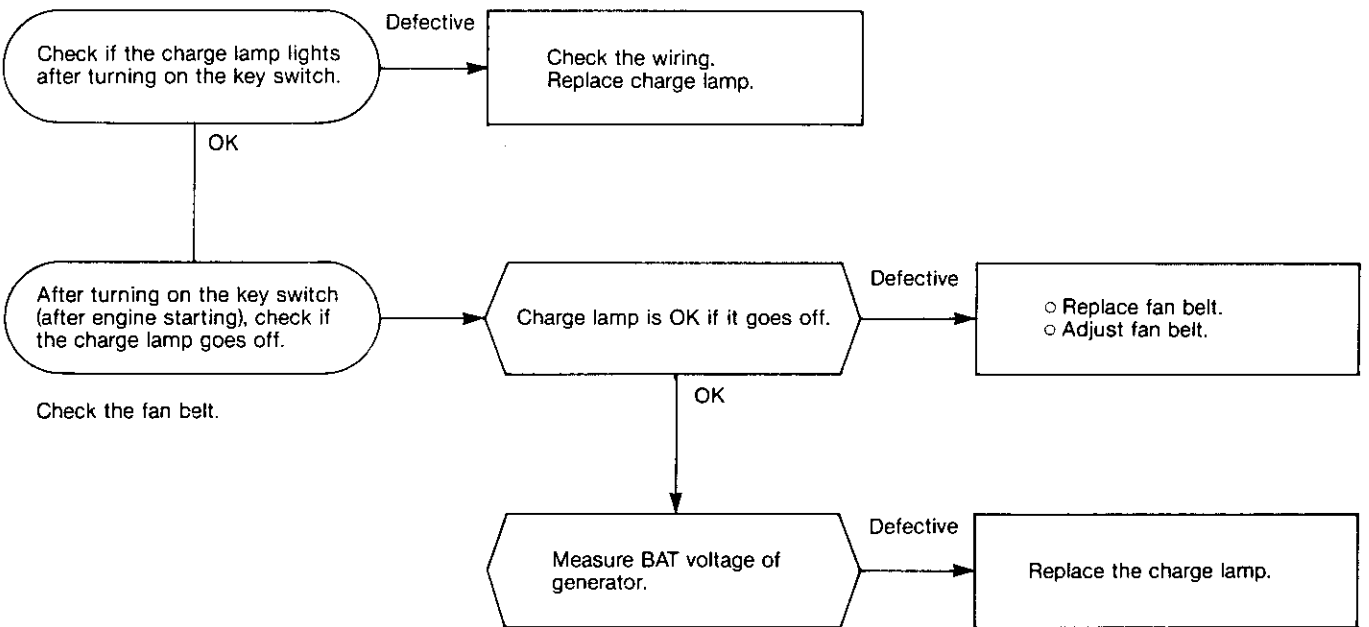 Defective
Check if the charge lamp lights
after turning on the key switch.
Check the wiring.
Replace charge lamp.
OK
After turning on the key switch
(after engine starting), check if
the charge lamp goes off.
Charge lamp is OK if it goes off.
Defective
○ Replace fan belt.
○ Adjust fan belt.
Check the fan belt.
OK
Measure BAT voltage of
generator.
Defective
Replace the charge lamp.